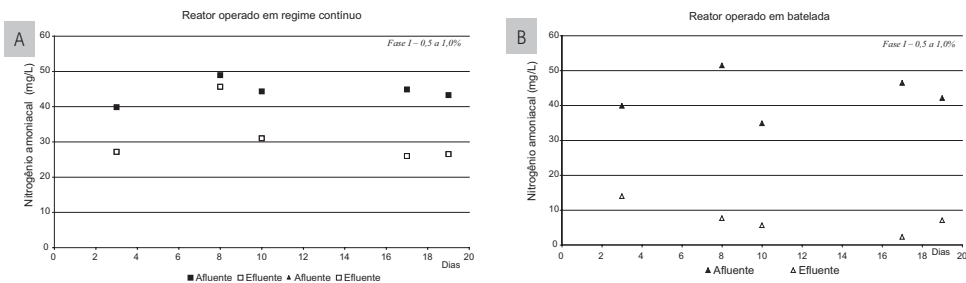 A
Reator operado em regime contínuo
Fase I – 0,5 a 1,0%
Nitrogênio amoniacal (mg/L)
60
50
40
30
20
10
0
0 2 4 6 8 10 12 14 16 18 20
Dias
Afluente Efluente Afluente Efluente
B
Reator operado em batelada
Fase I – 0,5 a 1,0%
Nitrogênio amoniacal (mg/L)
60
50
40
30
20
10
0
0 2 4 6 8 10 12 14 16 18 20
Dias
Afluente Efluente